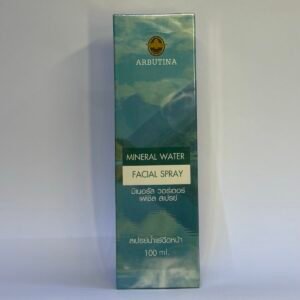 ARBUTINA
MINERAL WATER
FACIAL SPRAY
มิเนอรัล วอร์เตอร์
เฟเชิล สเปรย์
สเปรย์น้ำแร่ฉีดหน้า
100 ml.